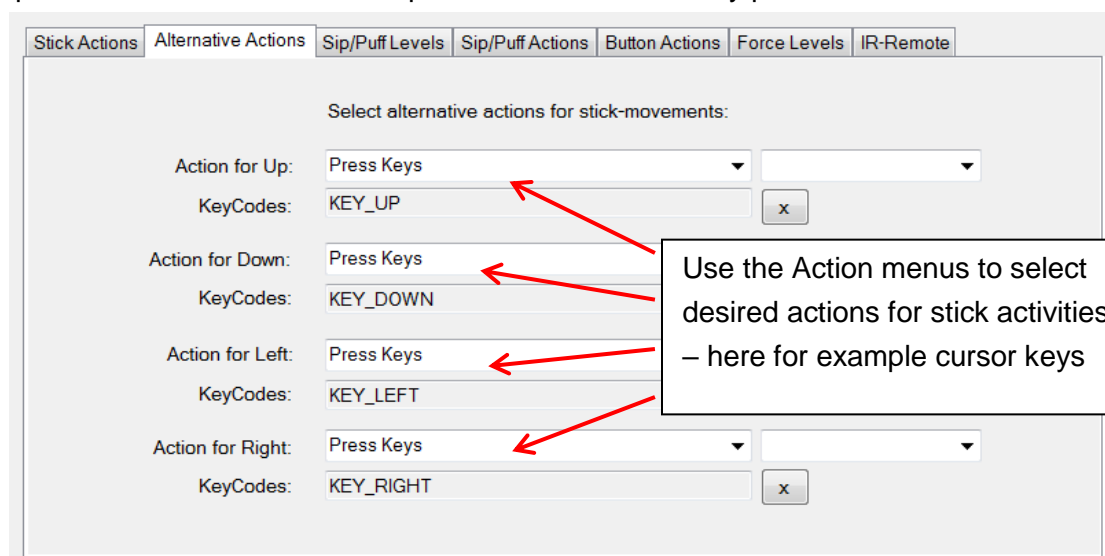 Stick Actions Alternative Actions Sip/Puff Levels Sip/Puff Actions Button Actions Force Levels IR-Remote
Select alternative actions for stick-movements:
Action for Up: Press Keys
KeyCodes: KEY_UP x
Action for Down: Press Keys
KeyCodes: KEY_DOWN
Action for Left: Press Keys
KeyCodes: KEY_LEFT
Action for Right: Press Keys
KeyCodes: KEY_RIGHT x
Use the Action menus to select
desired actions for stick activities
– here for example cursor keys